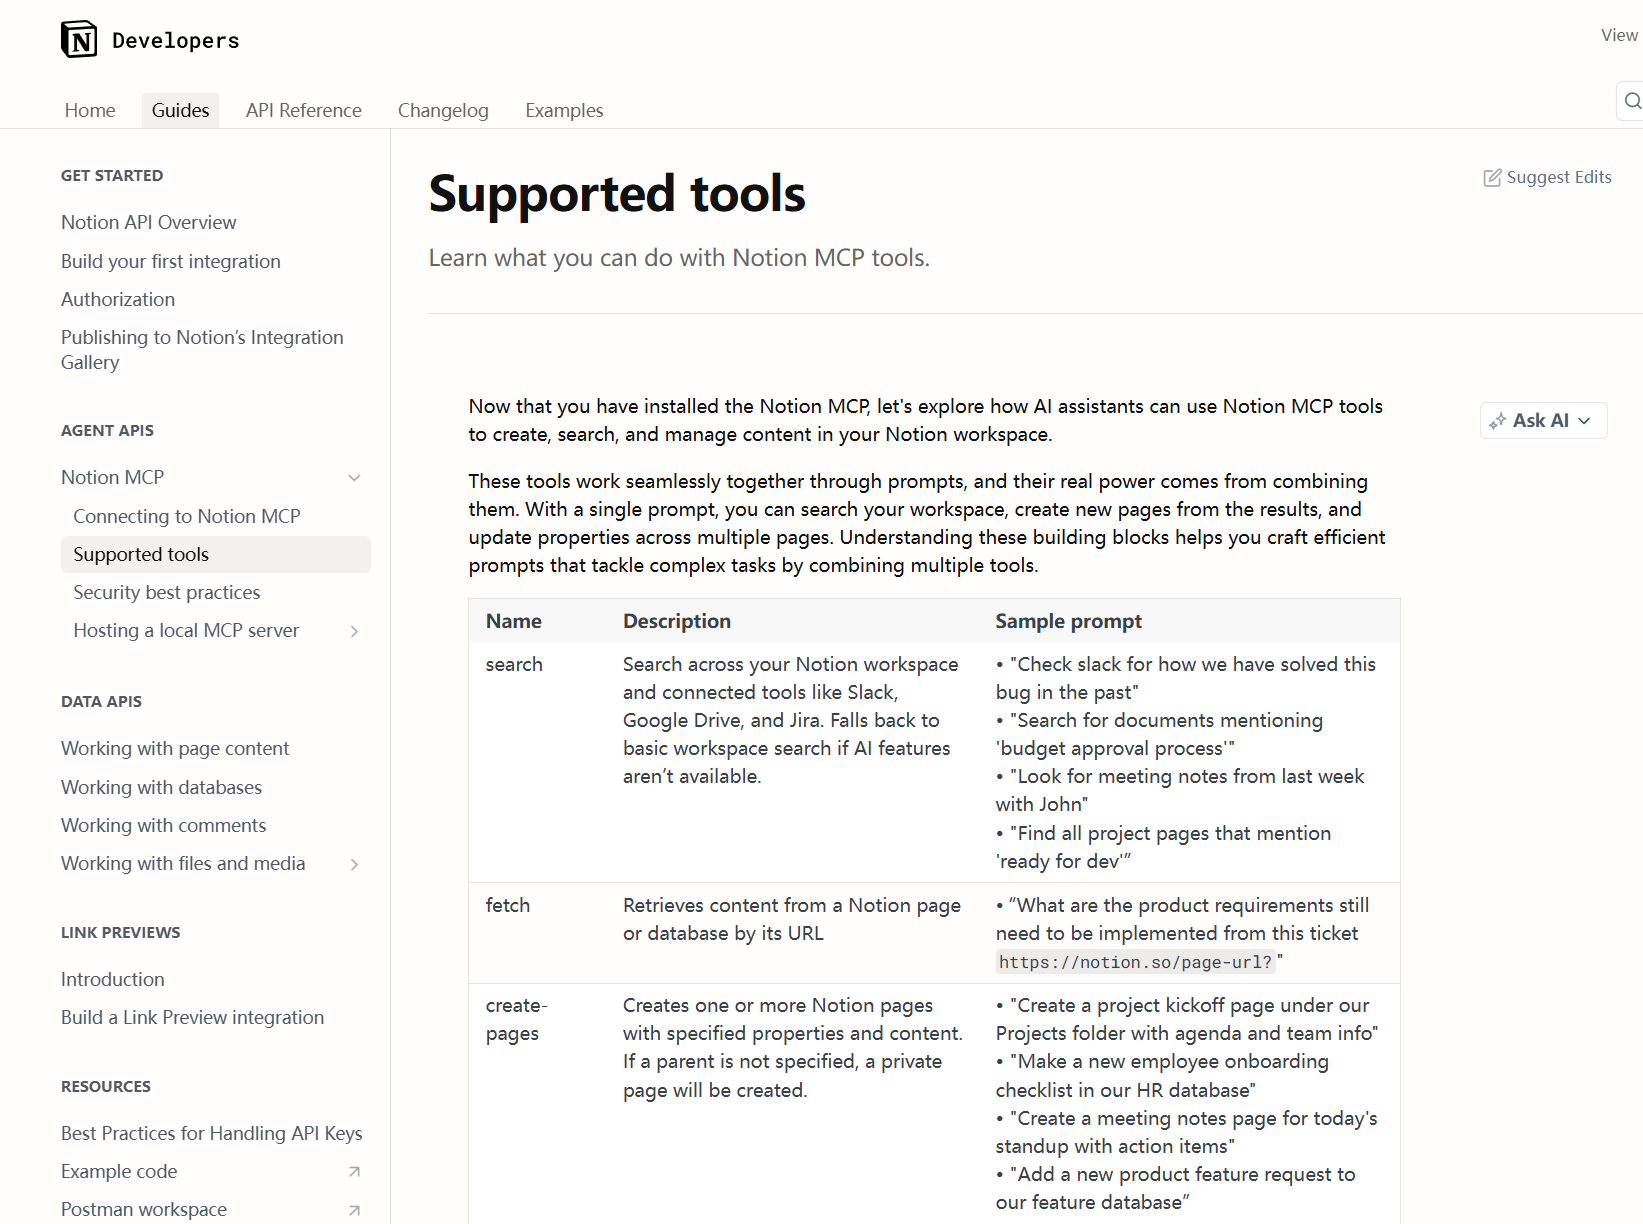 Developers
View
Home
Guides
API Reference
Changelog
Examples
GET STARTED
Notion API Overview
Build your first integration
Authorization
Publishing to Notion’s Integration
Gallery
AGENT APIS
Notion MCP
Connecting to Notion MCP
Supported tools
Security best practices
Hosting a local MCP server
DATA APIS
Working with page content
Working with databases
Working with comments
Working with files and media
LINK PREVIEWS
Introduction
Build a Link Preview integration
RESOURCES
Best Practices for Handling API Keys
Example code
Postman workspace
Supported tools
Suggest Edits
Learn what you can do with Notion MCP tools.
Ask AI
Now that you have installed the Notion MCP, let's explore how AI assistants can use Notion MCP tools
to create, search, and manage content in your Notion workspace.
These tools work seamlessly together through prompts, and their real power comes from combining
them. With a single prompt, you can search your workspace, create new pages from the results, and
update properties across multiple pages. Understanding these building blocks helps you craft efficient
prompts that tackle complex tasks by combining multiple tools.
Name
Description
Sample prompt
search
Search across your Notion workspace
and connected tools like Slack,
Google Drive, and Jira. Falls back to
basic workspace search if AI features
aren’t available.
• "Check slack for how we have solved this
bug in the past"
• "Search for documents mentioning
'budget approval process'"
• "Look for meeting notes from last week
with John"
• "Find all project pages that mention
'ready for dev'”
fetch
Retrieves content from a Notion page
or database by its URL
• “What are the product requirements still
need to be implemented from this ticket
https://notion.so/page-url?"
create-
pages
Creates one or more Notion pages
with specified properties and content.
If a parent is not specified, a private
page will be created.
• "Create a project kickoff page under our
Projects folder with agenda and team info"
• "Make a new employee onboarding
checklist in our HR database"
• "Create a meeting notes page for today's
standup with action items"
• "Add a new product feature request to
our feature database”